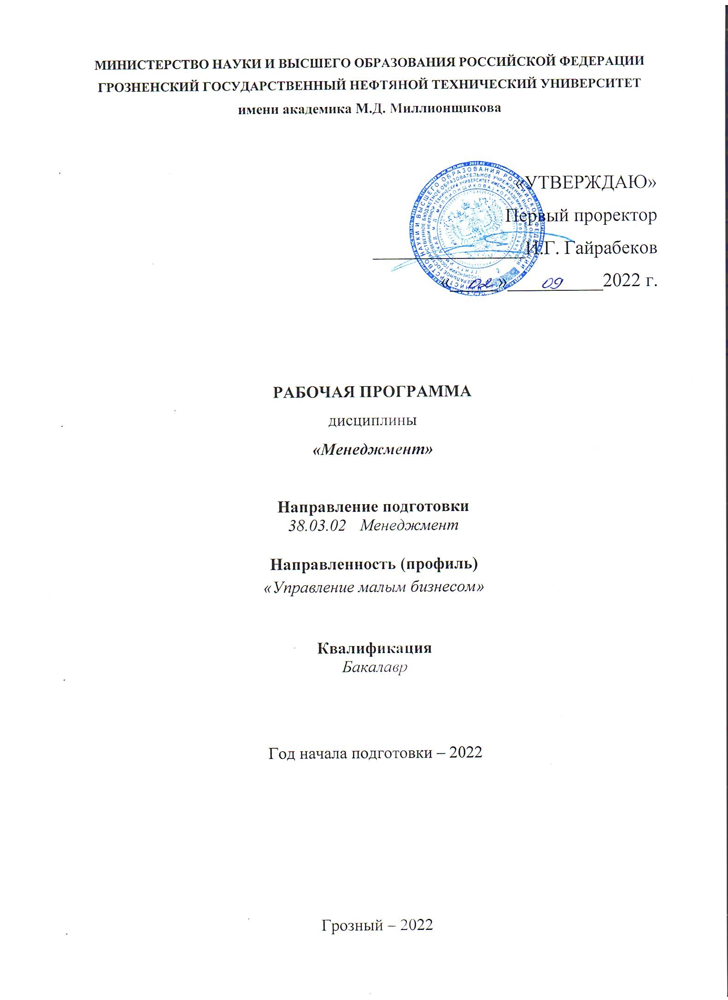 МИНИСТЕРСТВО НАУКИ И ВЫСШЕГО ОБРАЗОВАНИЯ РОССИЙСКОЙ ФЕДЕРАЦИИ
ГРОЗНЕНСКИЙ ГОСУДАРСТВЕННЫЙ НЕФТЯНОЙ ТЕХНИЧЕСКИЙ УНИВЕРСИТЕТ
имени академика М.Д. Миллионщикова
«УТВЕРЖДАЮ»
Первый проректор
И.Г. Гайрабеков
« 02 » 09 2022 г.
РАБОЧАЯ ПРОГРАММА
дисциплины
«Менеджмент»
Направление подготовки
38.03.02 Менеджмент
Направленность (профиль)
«Управление малым бизнесом»
Квалификация
Бакалавр
Год начала подготовки – 2022
Грозный – 2022